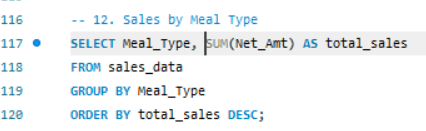 116 -- 12. Sales by Meal Type
117 SELECT Meal_Type, SUM(Net_Amt) AS total_sales
118 FROM sales_data
119 GROUP BY Meal_Type
120 ORDER BY total_sales DESC;